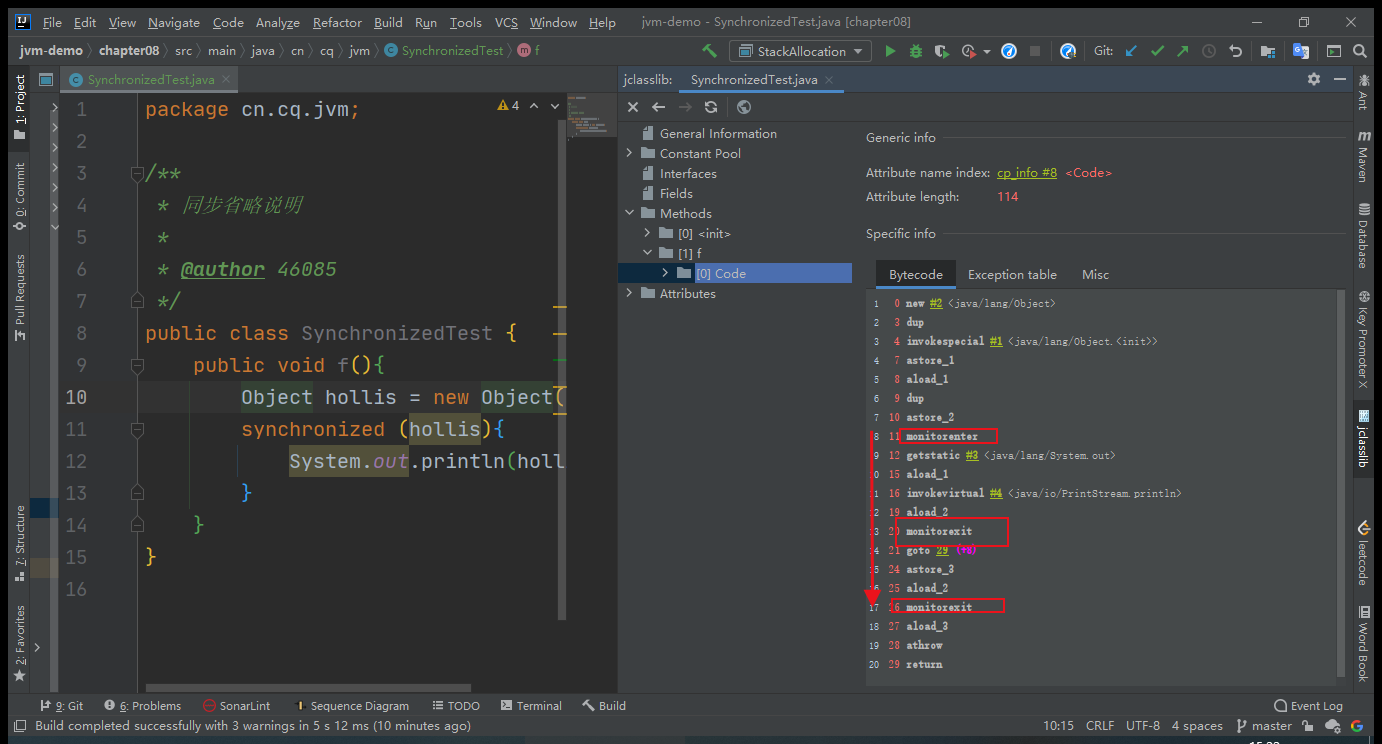 File Edit View Navigate Code Analyze Refactor Build Run Tools VCS Window Help jvm-demo - SynchronizedTest.java [chapter08]
jvm-demo chapter08 src main java cn cq jvm SynchronizedTest f StackAllocation Git:
1: Project
0: Commit
Pull Requests
7: Structure
2: Favorites
SynchronizedTest.java
4
1 package cn.cq.jvm;
2
3 /**
4 * 同步省略说明
5 *
6 * @author 46085
7 */
8 public class SynchronizedTest {
9 public void f(){
10 Object hollis = new Object(
11 synchronized (hollis){
12 System.out.println(holl
13 }
14 }
15 }
16
jclasslib: SynchronizedTest.java
General Information
Constant Pool
Interfaces
Fields
Methods
[0] <init>
[1] f
[0] Code
Attributes
Generic info
Attribute name index: cp_info #8 <Code>
Attribute length: 114
Specific info
Bytecode Exception table Misc
1 0 new #2 <java/lang/Object>
2 3 dup
3 4 invokespecial #1 <java/lang/Object.<init>>
4 7 astore_1
5 8 aload_1
6 9 dup
7 10 astore_2
8 11 monitorenter
9 12 getstatic #3 <java/lang/System.out>
10 15 aload_1
11 16 invokevirtual #4 <java/io/PrintStream.println>
12 19 aload_2
13 20 monitorexit
14 21 goto 29 (+8)
15 24 astore_3
16 25 aload_2
17 26 monitorexit
18 27 aload_3
19 28 athrow
20 29 return
Ant
Maven
Database
Key Promoter X
jclasslib
leetcode
Word Book
9: Git 6: Problems SonarLint Sequence Diagram TODO Terminal Build Event Log
Build completed successfully with 3 warnings in 5 s 12 ms (10 minutes ago) 10:15 CRLF UTF-8 4 spaces master